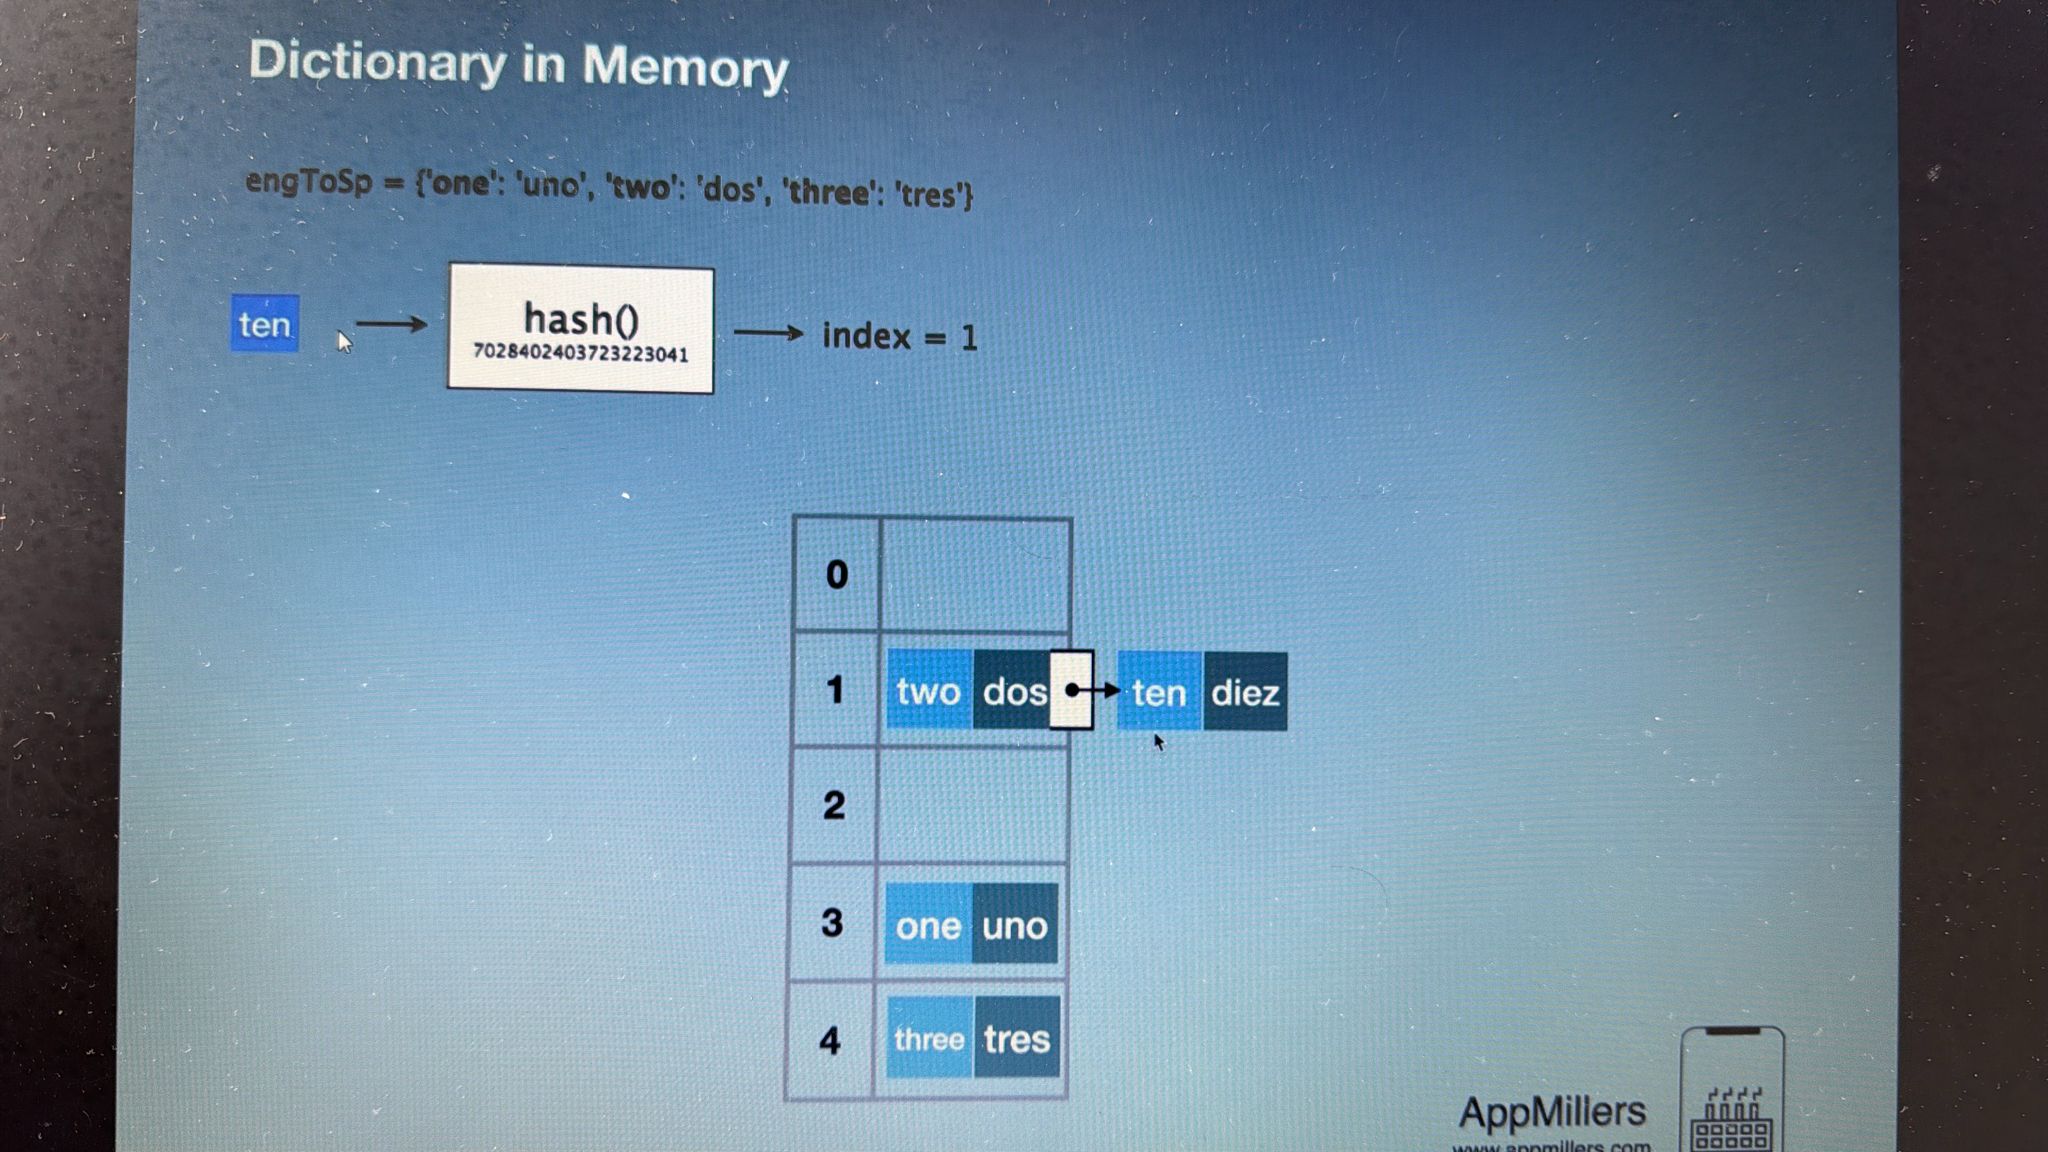 Dictionary in Memory
engToSp = {'one': 'uno', 'two': 'dos', 'three': 'tres'}
ten
hash()
7028402403723223041
index = 1
0
1 two dos ten diez
2
3 one uno
4 three tres
AppMillers
www.appmillers.com